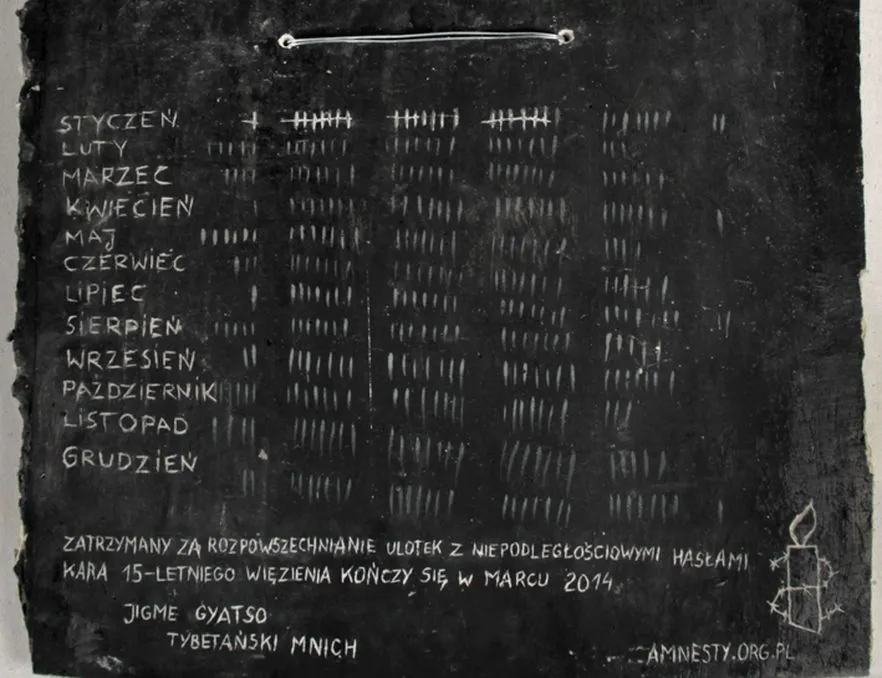 STYCZEŃ
LUTY
MARZEC
KWIECIEŃ
MAJ
CZERWIEC
LIPIEC
SIERPIEŃ
WRZESIEŃ
PAŹDZIERNIK
LISTOPAD
GRUDZIEŃ
ZATRZYMANY ZA ROZPOWSZECHNIANIE ULOTEK Z NIEPODLEGŁOŚCIOWYMI HASŁAMI
KARA 15-LETNIEGO WIĘZIENIA KOŃCZY SIĘ W MARCU 2014
JIGME GYATSO
TYBETAŃSKI MNICH
AMNESTY.ORG.PL